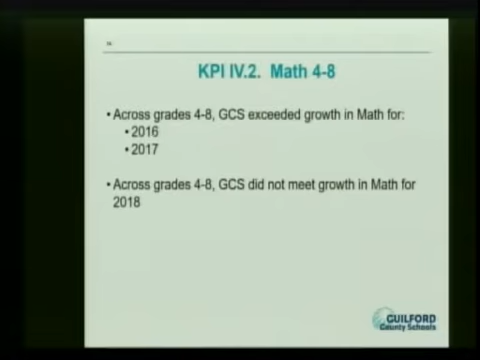 KPI IV.2. Math 4-8
• Across grades 4-8, GCS exceeded growth in Math for:
• 2016
• 2017
• Across grades 4-8, GCS did not meet growth in Math for
2018
GUILFORD
County Schools